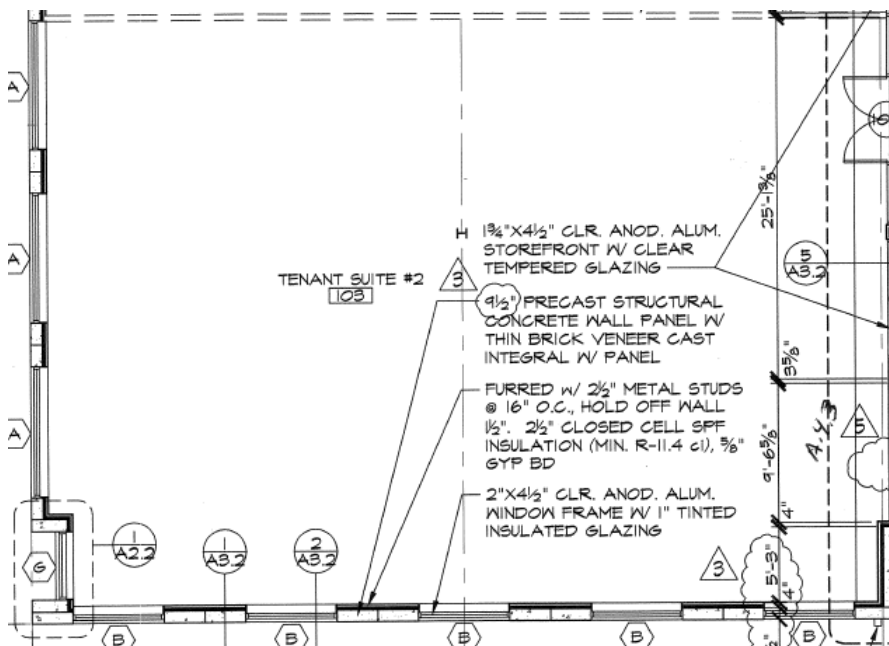 A
6
25'-1⅜"
1¾"X4½" CLR. ANOD. ALUM.
STOREFRONT W/ CLEAR
TEMPERED GLAZING
5
A3.2
A
TENANT SUITE #2
103
3
9½" PRECAST STRUCTURAL
CONCRETE WALL PANEL W/
THIN BRICK VENEER CAST
INTEGRAL W/ PANEL
3⅝"
FURRED W/ 2½" METAL STUDS
@ 16" O.C., HOLD OFF WALL
1½". 2½" CLOSED CELL SPF
INSULATION (MIN. R-11.4 ci), ⅝"
GYP BD
A
A.4.3
5
9'-6⅝"
2"X4½" CLR. ANOD. ALUM.
WINDOW FRAME W/ 1" TINTED
INSULATED GLAZING
4"
1
A2.2
1
A3.2
2
A3.2
G
3
5'-3"
4"
B
B
B
B
B